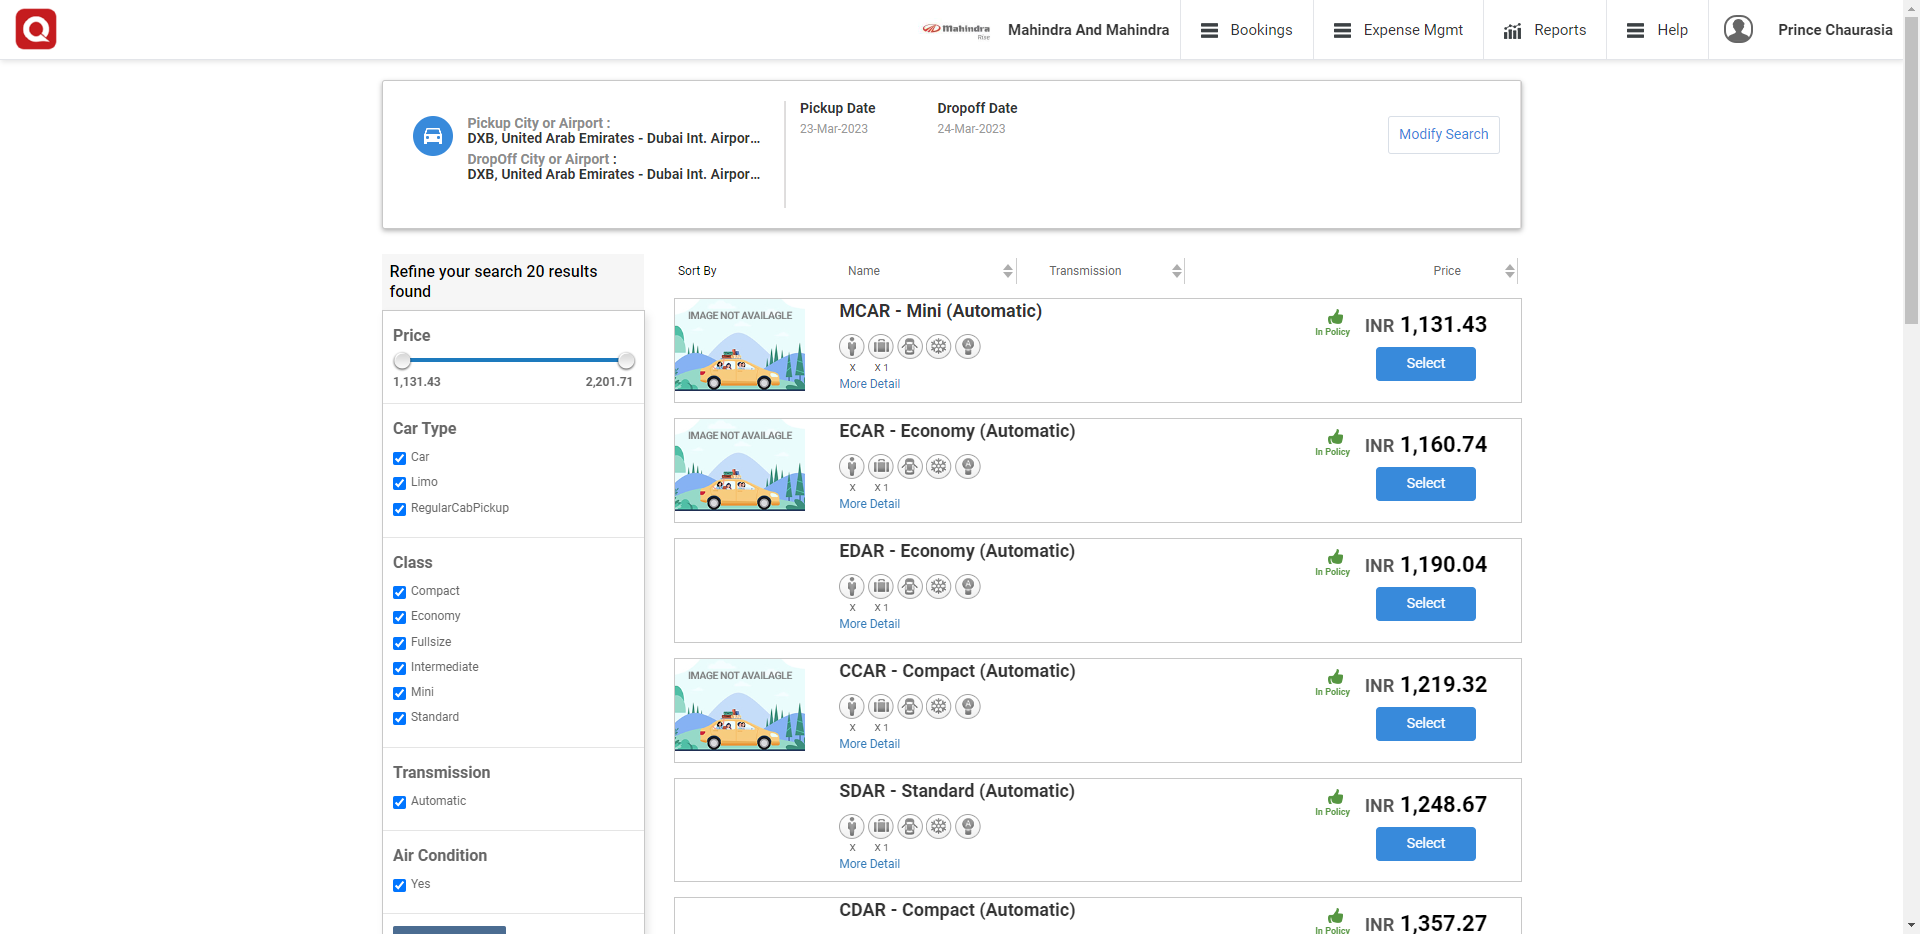 Mahindra
Rise
Mahindra And Mahindra
Bookings
Expense Mgmt
Reports
Help
Prince Chaurasia
Pickup City or Airport :
DXB, United Arab Emirates - Dubai Int. Airpor...
DropOff City or Airport :
DXB, United Arab Emirates - Dubai Int. Airpor...
Pickup Date
23-Mar-2023
Dropoff Date
24-Mar-2023
Modify Search
Refine your search 20 results
found
Price
1,131.43
2,201.71
Car Type
Car
Limo
RegularCabPickup
Class
Compact
Economy
Fullsize
Intermediate
Mini
Standard
Transmission
Automatic
Air Condition
Yes
Sort By
Name
Transmission
Price
IMAGE NOT AVAILAGLE
MCAR - Mini (Automatic)
X
X 1
More Detail
In Policy
INR 1,131.43
Select
IMAGE NOT AVAILAGLE
ECAR - Economy (Automatic)
X
X 1
More Detail
In Policy
INR 1,160.74
Select
EDAR - Economy (Automatic)
X
X 1
More Detail
In Policy
INR 1,190.04
Select
IMAGE NOT AVAILAGLE
CCAR - Compact (Automatic)
X
X 1
More Detail
In Policy
INR 1,219.32
Select
SDAR - Standard (Automatic)
X
X 1
More Detail
In Policy
INR 1,248.67
Select
CDAR - Compact (Automatic)
In Policy
INR 1,357.27